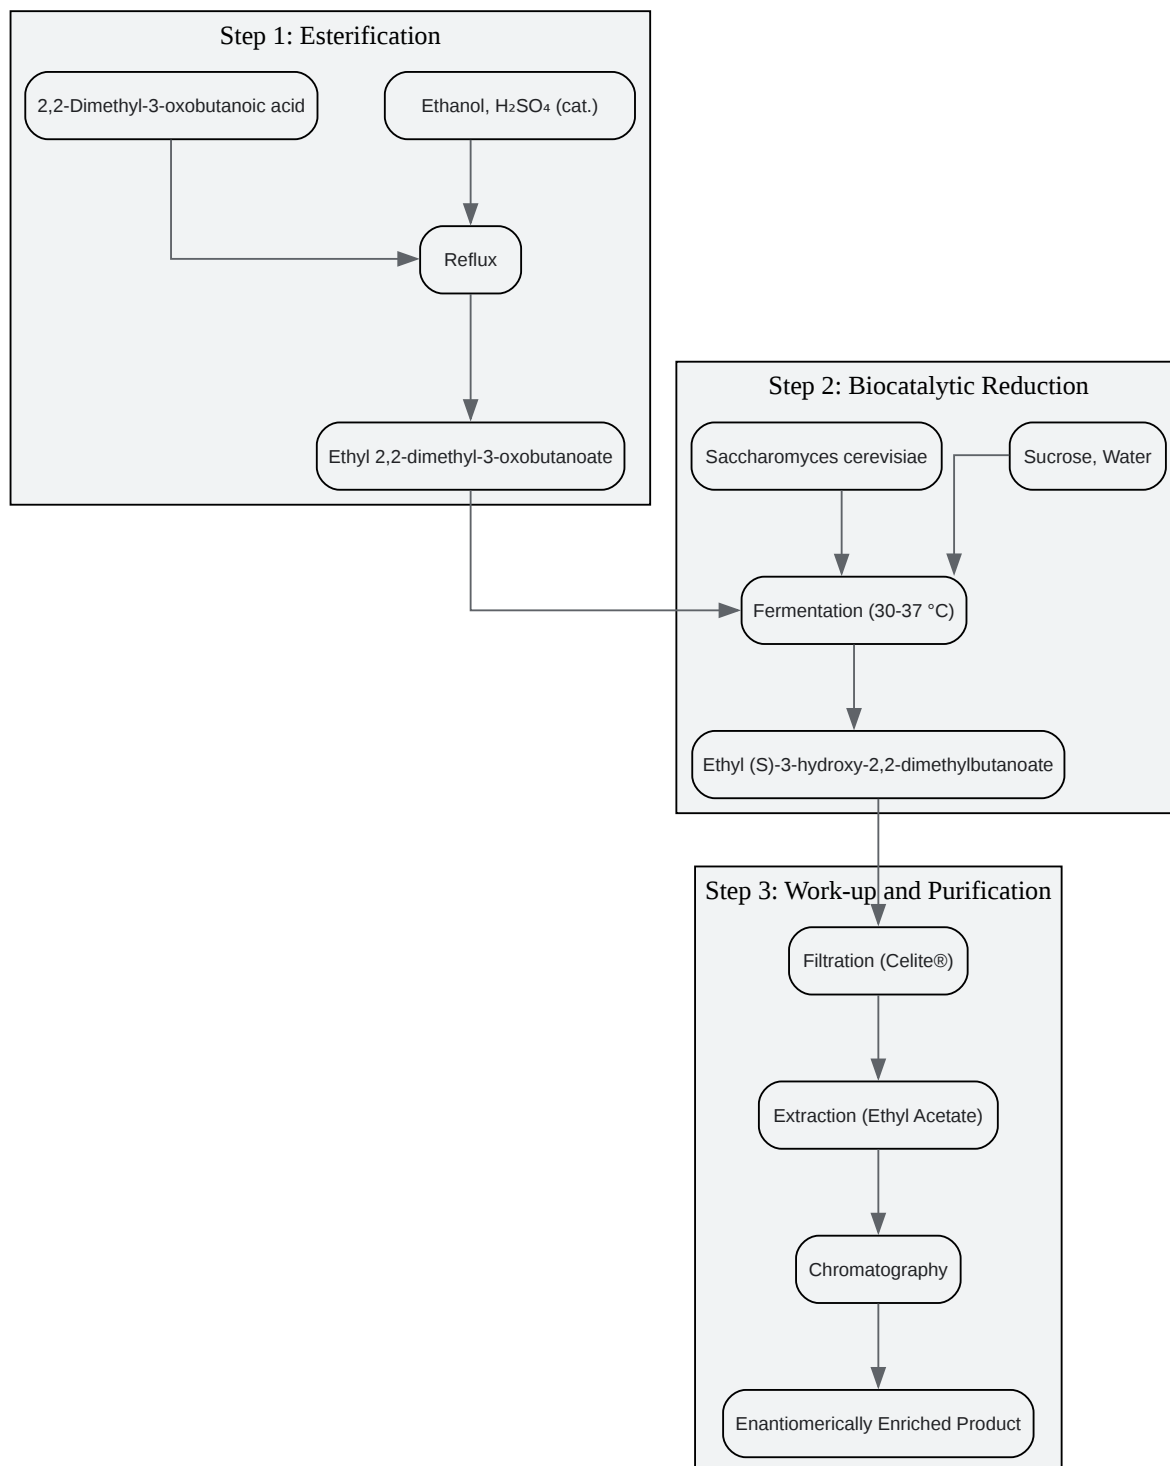 Step 1: Esterification
2,2-Dimethyl-3-oxobutanoic acid
Ethanol, H₂SO₄ (cat.)
Reflux
Ethyl 2,2-dimethyl-3-oxobutanoate
Step 2: Biocatalytic Reduction
Saccharomyces cerevisiae
Sucrose, Water
Fermentation (30-37 °C)
Ethyl (S)-3-hydroxy-2,2-dimethylbutanoate
Step 3: Work-up and Purification
Filtration (Celite®)
Extraction (Ethyl Acetate)
Chromatography
Enantiomerically Enriched Product